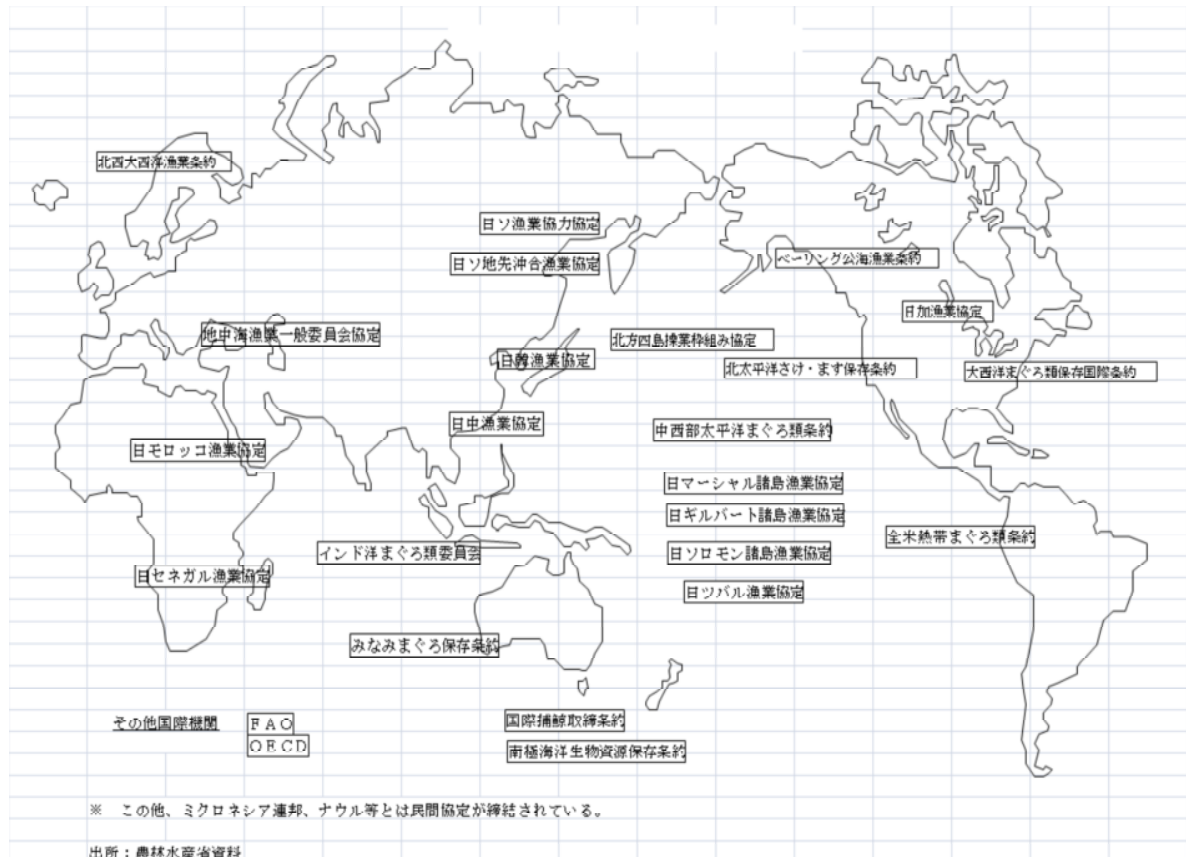 北西大西洋漁業条約
日ソ漁業協力協定
日ソ地先沖合漁業協定
ベーリング公海漁業条約
日加漁業協定
地中海漁業一般委員会協定
北方四島操業枠組み協定
日韓漁業協定
北太平洋さけ・ます保存条約
大西洋まぐろ類保存国際条約
日中漁業協定
中西部太平洋まぐろ類条約
日モロッコ漁業協定
日マーシャル諸島漁業協定
日ギルバート諸島漁業協定
全米熱帯まぐろ類条約
インド洋まぐろ類委員会
日ソロモン諸島漁業協定
日セネガル漁業協定
日ツバル漁業協定
みなみまぐろ保存条約
その他国際機関
FAO
OECD
国際捕鯨取締条約
南極海洋生物資源保存条約
※ この他、ミクロネシア連邦、ナウル等とは民間協定が締結されている。
出所：農林水産省資料